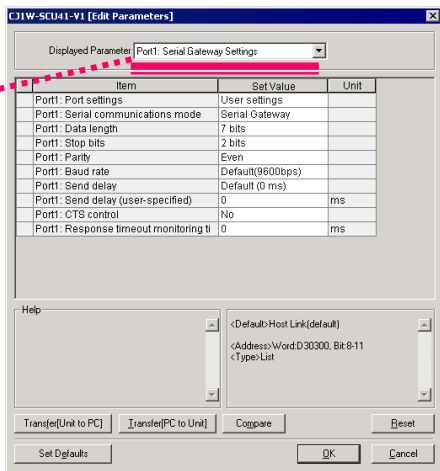 CJ1W-SCU41-V1 [Edit Parameters]
Displayed Parameter Port1: Serial Gateway Settings
Item Set Value Unit
Port1: Port settings User settings
Port1: Serial communications mode Serial Gateway
Port1: Data length 7 bits
Port1: Stop bits 2 bits
Port1: Parity Even
Port1: Baud rate Default(9600bps)
Port1: Send delay Default (0 ms)
Port1: Send delay (user-specified) 0 ms
Port1: CTS control No
Port1: Response timeout monitoring ti 0 ms
Help
<Default>Host Link(default)
<Address>Word:D30300, Bit:8-11
<Type>List
Transfer[Unit to PC] Transfer[PC to Unit] Compare Reset
Set Defaults OK Cancel